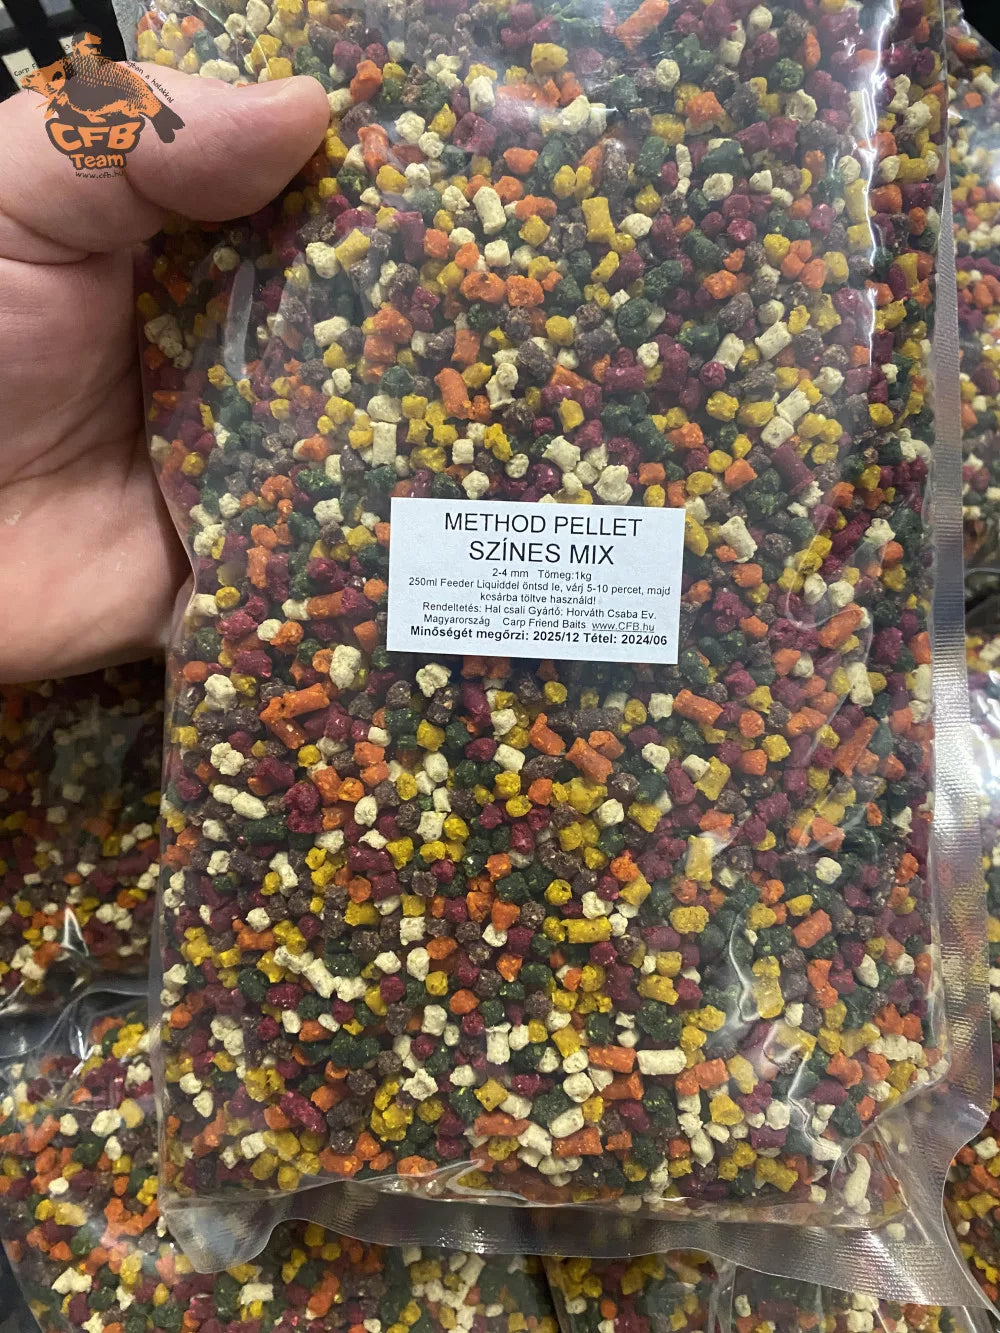 CFB
Team
www.cfb.hu
METHOD PELLET
SZÍNES MIX
2-4 mm Tömeg:1kg
250ml Feeder Liquiddel öntsd le, várj 5-10 percet, majd
kosárba töltve használd!
Rendeltetés: Hal csali Gyártó: Horváth Csaba Ev.
Magyarország Carp Friend Baits www.CFB.hu
Minőségét megőrzi: 2025/12 Tétel: 2024/06